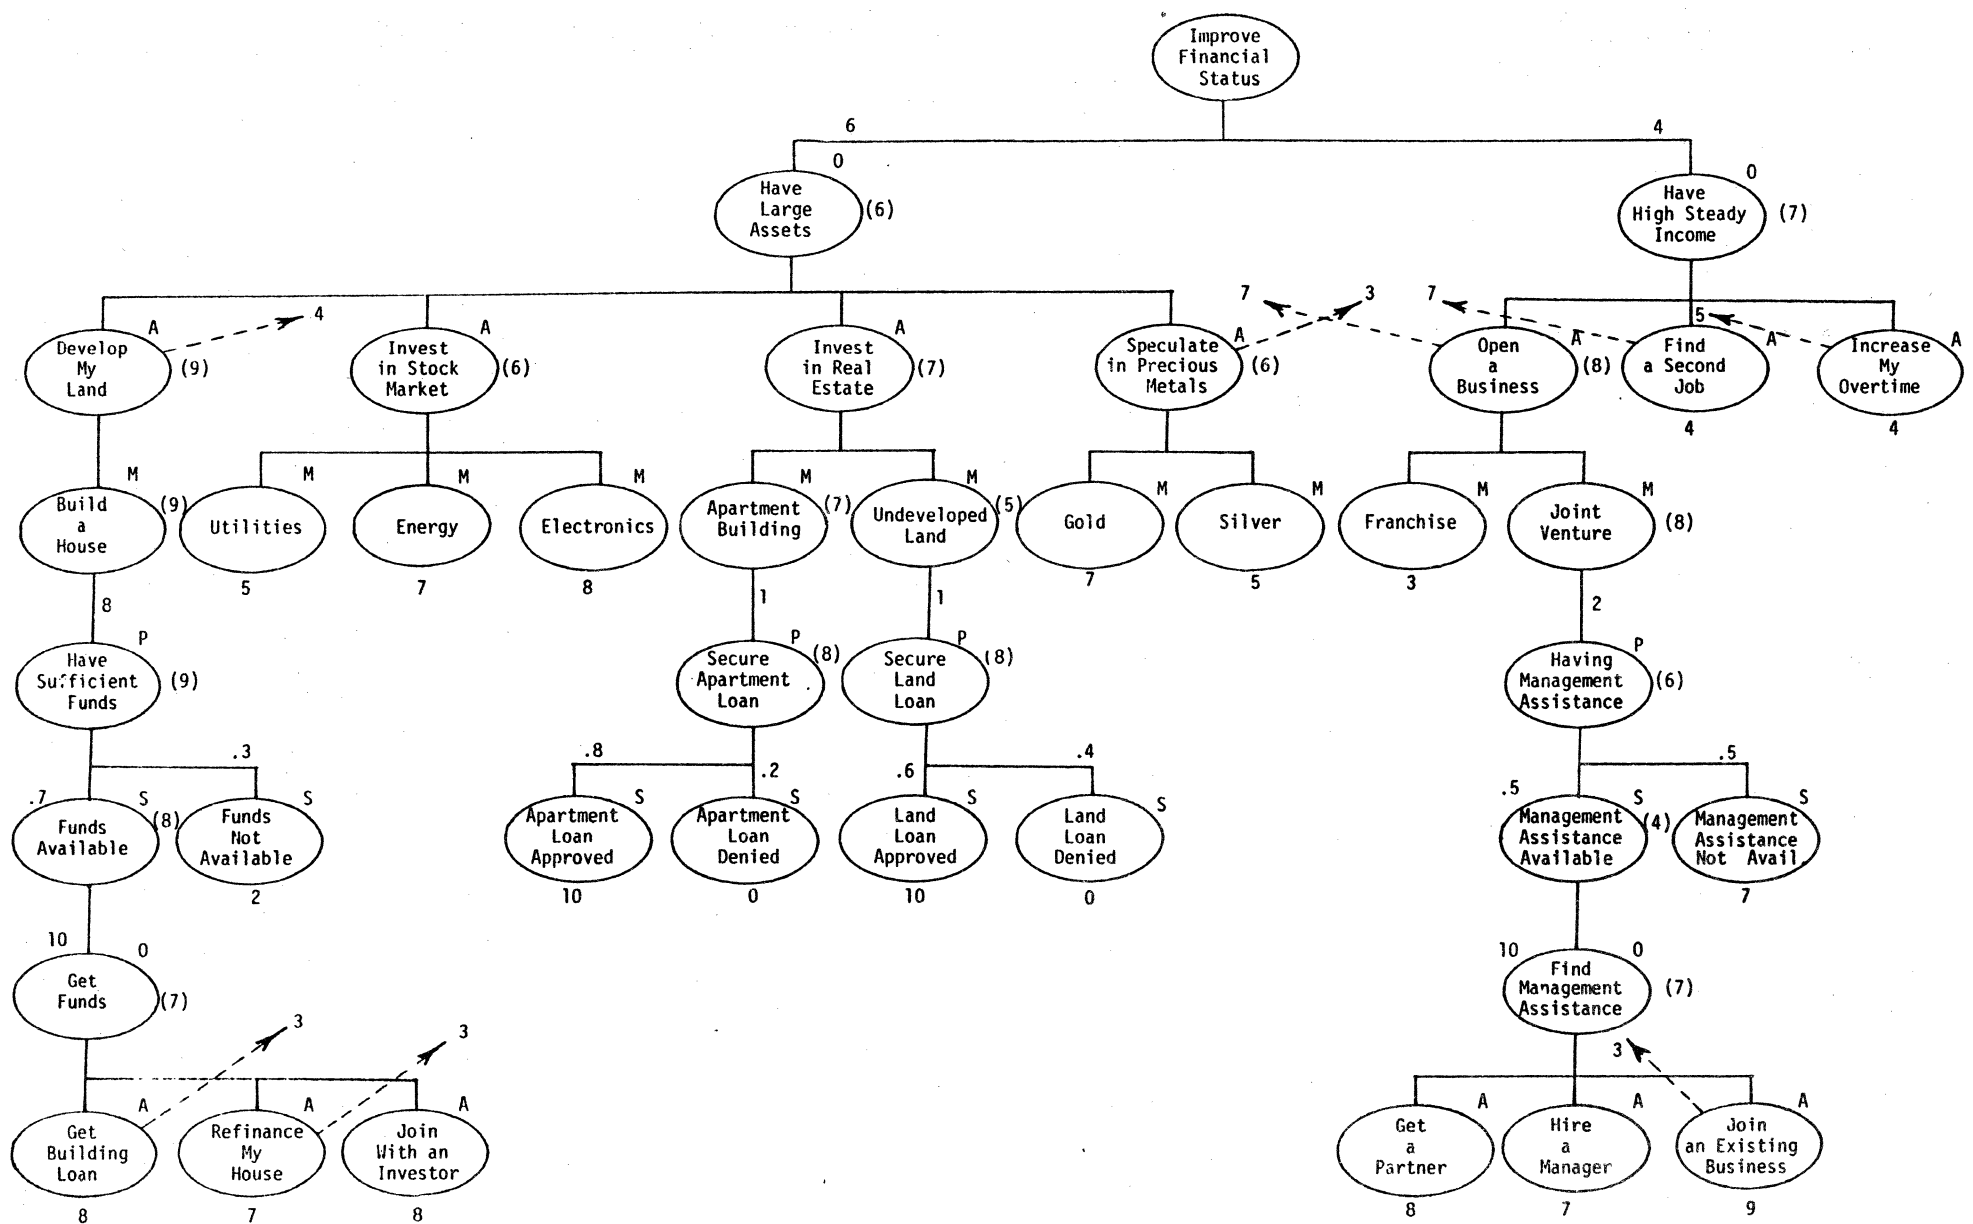 Improve
Financial
Status
6
4
0
Have
Large
Assets
(6)
0
Have
High Steady
Income
(7)
A
Develop
My
Land
(9)
4
A
Invest
in Stock
Market
(6)
A
Invest
in Real
Estate
(7)
A
Speculate
in Precious
Metals
(6)
3
7
A
Open
a
Business
(8)
7
A
Find
a Second
Job
4
5
A
Increase
My
Overtime
4
M
Build
a
House
(9)
M
Utilities
5
M
Energy
7
M
Electronics
8
M
Apartment
Building
(7)
M
Undeveloped
Land
(5)
M
Gold
7
M
Silver
5
M
Franchise
3
M
Joint
Venture
(8)
8
P
Have
Sufficient
Funds
(9)
1
P
Secure
Apartment
Loan
(8)
1
P
Secure
Land
Loan
(8)
2
P
Having
Management
Assistance
(6)
.7
S
Funds
Available
(8)
.3
S
Funds
Not
Available
2
.8
S
Apartment
Loan
Approved
10
.2
S
Apartment
Loan
Denied
0
.6
S
Land
Loan
Approved
10
.4
S
Land
Loan
Denied
0
.5
S
Management
Assistance
Available
(4)
.5
S
Management
Assistance
Not Avail.
7
10
0
Get
Funds
(7)
10
0
Find
Management
Assistance
(7)
A
Get
Building
Loan
8
3
A
Refinance
My
House
7
3
A
Join
With an
Investor
8
A
Get
a
Partner
8
A
Hire
a
Manager
7
3
A
Join
an Existing
Business
9